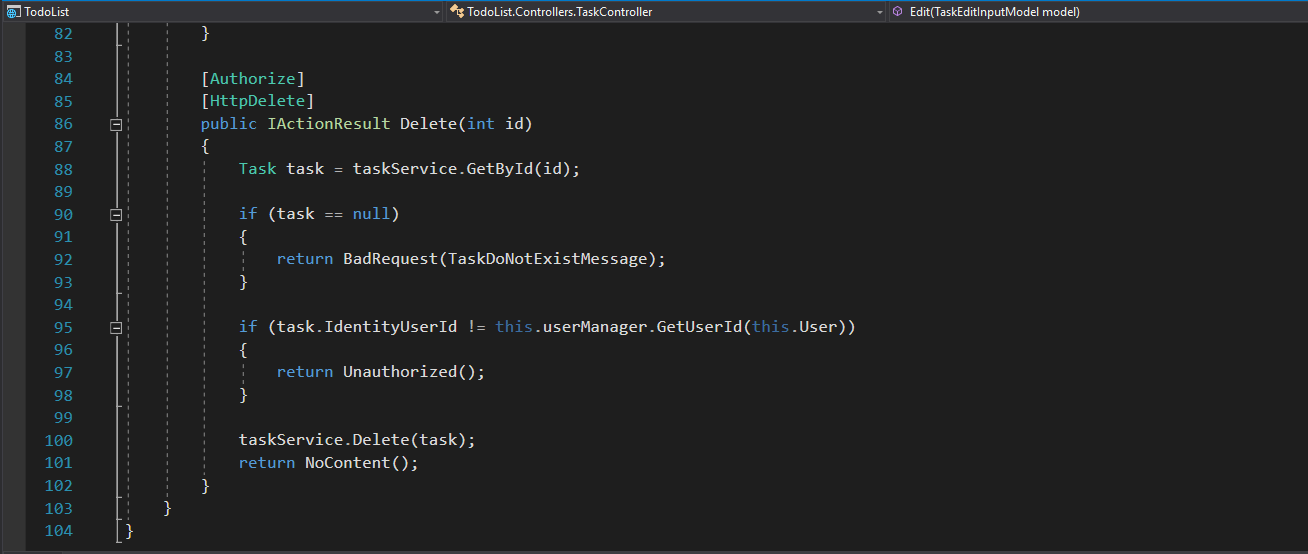 TodoList TodoList.Controllers.TaskController Edit(TaskEditInputModel model)
82 }
83
84 [Authorize]
85 [HttpDelete]
86 public IActionResult Delete(int id)
87 {
88 Task task = taskService.GetById(id);
89
90 if (task == null)
91 {
92 return BadRequest(TaskDoNotExistMessage);
93 }
94
95 if (task.IdentityUserId != this.userManager.GetUserId(this.User))
96 {
97 return Unauthorized();
98 }
99
100 taskService.Delete(task);
101 return NoContent();
102 }
103 }
104 }